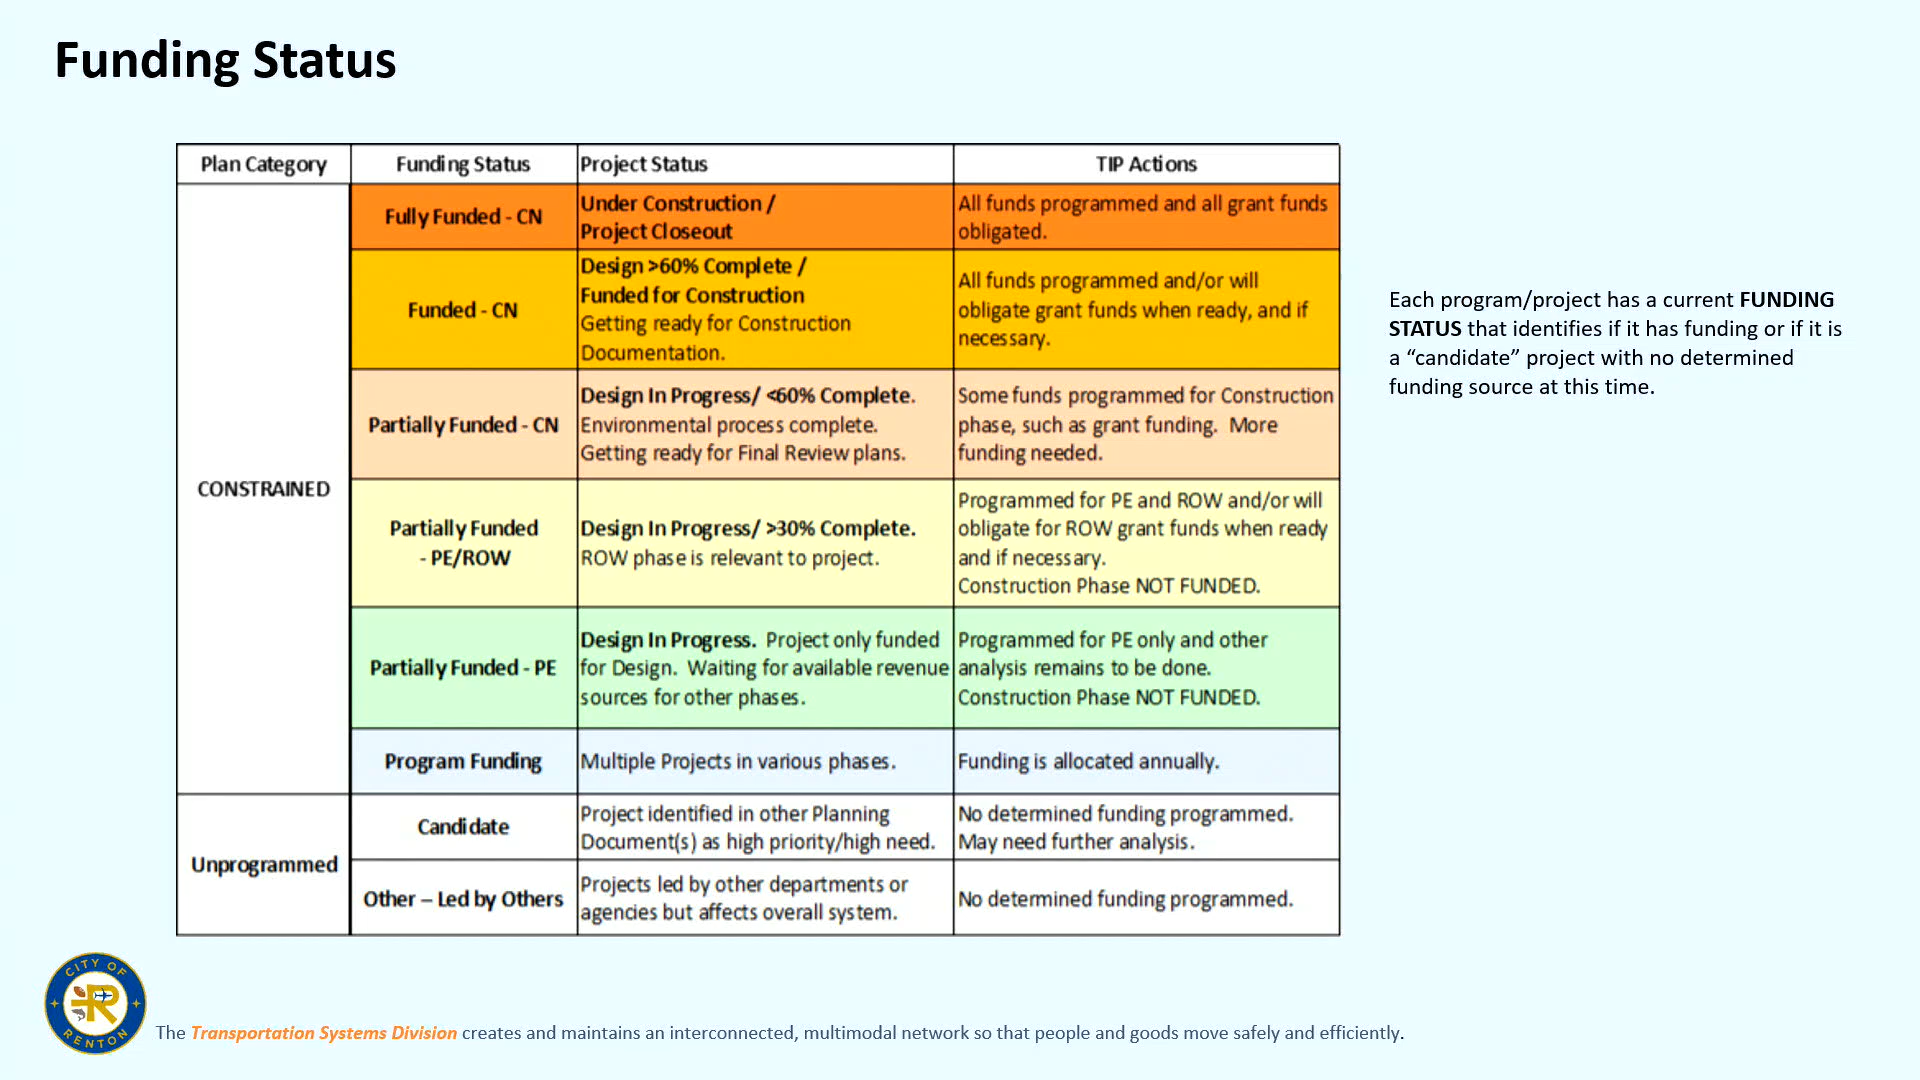 Funding Status
Plan Category
Funding Status
Project Status
TIP Actions
CONSTRAINED
Fully Funded - CN
Under Construction /
Project Closeout
All funds programmed and all grant funds
obligated.
Funded - CN
Design >60% Complete /
Funded for Construction
Getting ready for Construction
Documentation.
All funds programmed and/or will
obligate grant funds when ready, and if
necessary.
Partially Funded - CN
Design In Progress/ <60% Complete.
Environmental process complete.
Getting ready for Final Review plans.
Some funds programmed for Construction
phase, such as grant funding. More
funding needed.
Partially Funded
- PE/ROW
Design In Progress/ >30% Complete.
ROW phase is relevant to project.
Programmed for PE and ROW and/or will
obligate for ROW grant funds when ready
and if necessary.
Construction Phase NOT FUNDED.
Partially Funded - PE
Design In Progress. Project only funded
for Design. Waiting for available revenue
sources for other phases.
Programmed for PE only and other
analysis remains to be done.
Construction Phase NOT FUNDED.
Program Funding
Multiple Projects in various phases.
Funding is allocated annually.
Unprogrammed
Candidate
Project identified in other Planning
Document(s) as high priority/high need.
No determined funding programmed.
May need further analysis.
Other – Led by Others
Projects led by other departments or
agencies but affects overall system.
No determined funding programmed.
Each program/project has a current FUNDING
STATUS that identifies if it has funding or if it is
a “candidate” project with no determined
funding source at this time.
CITY OF
R
RENTON
The Transportation Systems Division creates and maintains an interconnected, multimodal network so that people and goods move safely and efficiently.